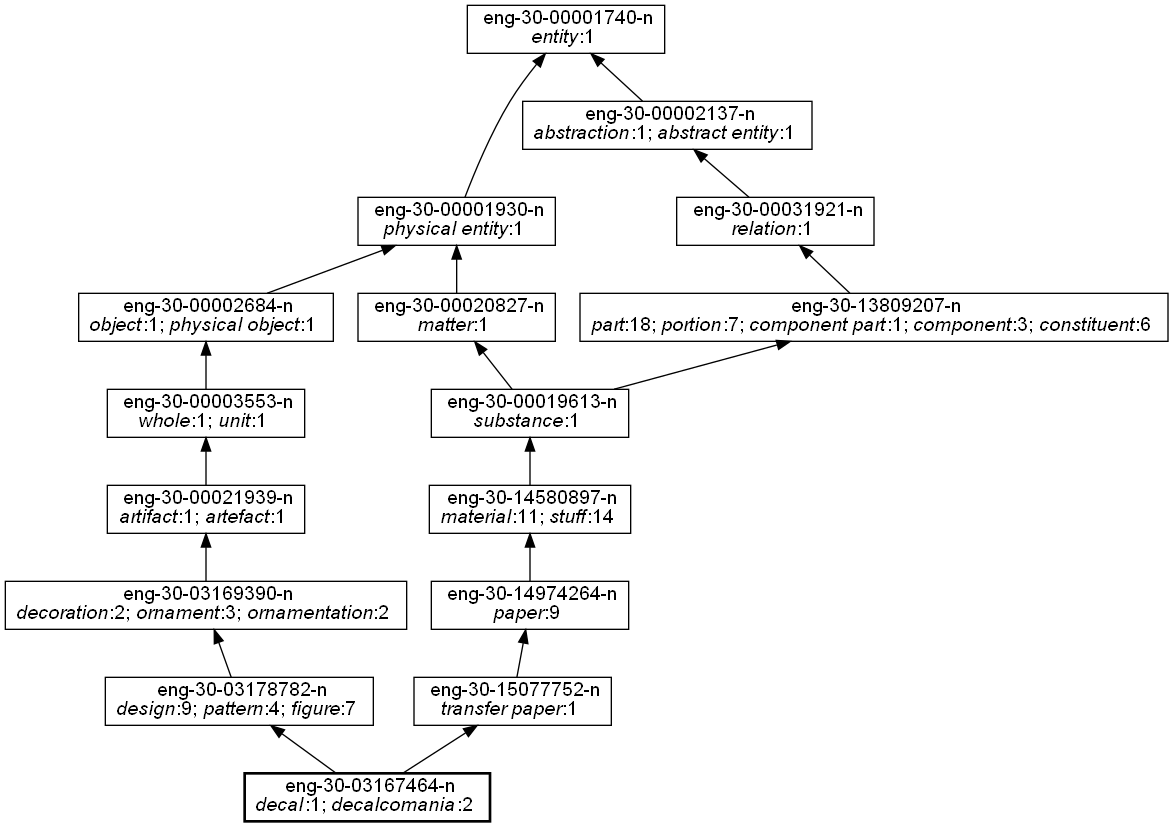 eng-30-00001740-n
entity:1
eng-30-00002137-n
abstraction:1; abstract entity:1
eng-30-00001930-n
physical entity:1
eng-30-00031921-n
relation:1
eng-30-00002684-n
object:1; physical object:1
eng-30-00020827-n
matter:1
eng-30-13809207-n
part:18; portion:7; component part:1; component:3; constituent:6
eng-30-00003553-n
whole:1; unit:1
eng-30-00019613-n
substance:1
eng-30-00021939-n
artifact:1; artefact:1
eng-30-14580897-n
material:11; stuff:14
eng-30-03169390-n
decoration:2; ornament:3; ornamentation:2
eng-30-14974264-n
paper:9
eng-30-03178782-n
design:9; pattern:4; figure:7
eng-30-15077752-n
transfer paper:1
eng-30-03167464-n
decal:1; decalcomania:2